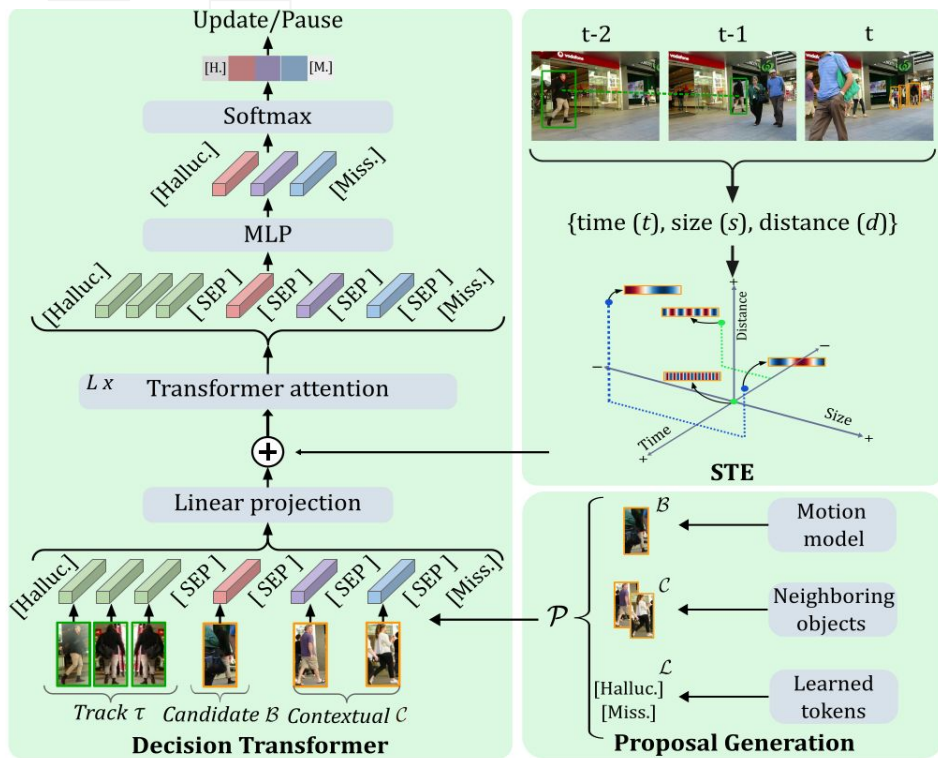 Update/Pause
[H.]
[M.]
Softmax
[Halluc.]
[Miss.]
MLP
[Halluc.]
[ SEP ]
[SEP ]
[SEP ]
[SEP ]
[Miss.]
L x
Transformer attention
+
Linear projection
[Halluc.]
[ SEP ]
[SEP ]
[SEP ]
[SEP ]
[Miss.]
Track τ
Candidate ℬ
Contextual 𝒞
Decision Transformer
t-2
t-1
t
vodafone
vodafone
{time (t), size (s), distance (d)}
+
Distance
−
−
Time
+
Size
+
STE
𝒫
ℬ
Motion
model
𝒞
Neighboring
objects
ℒ
[Halluc.]
[Miss.]
Learned
tokens
Proposal Generation